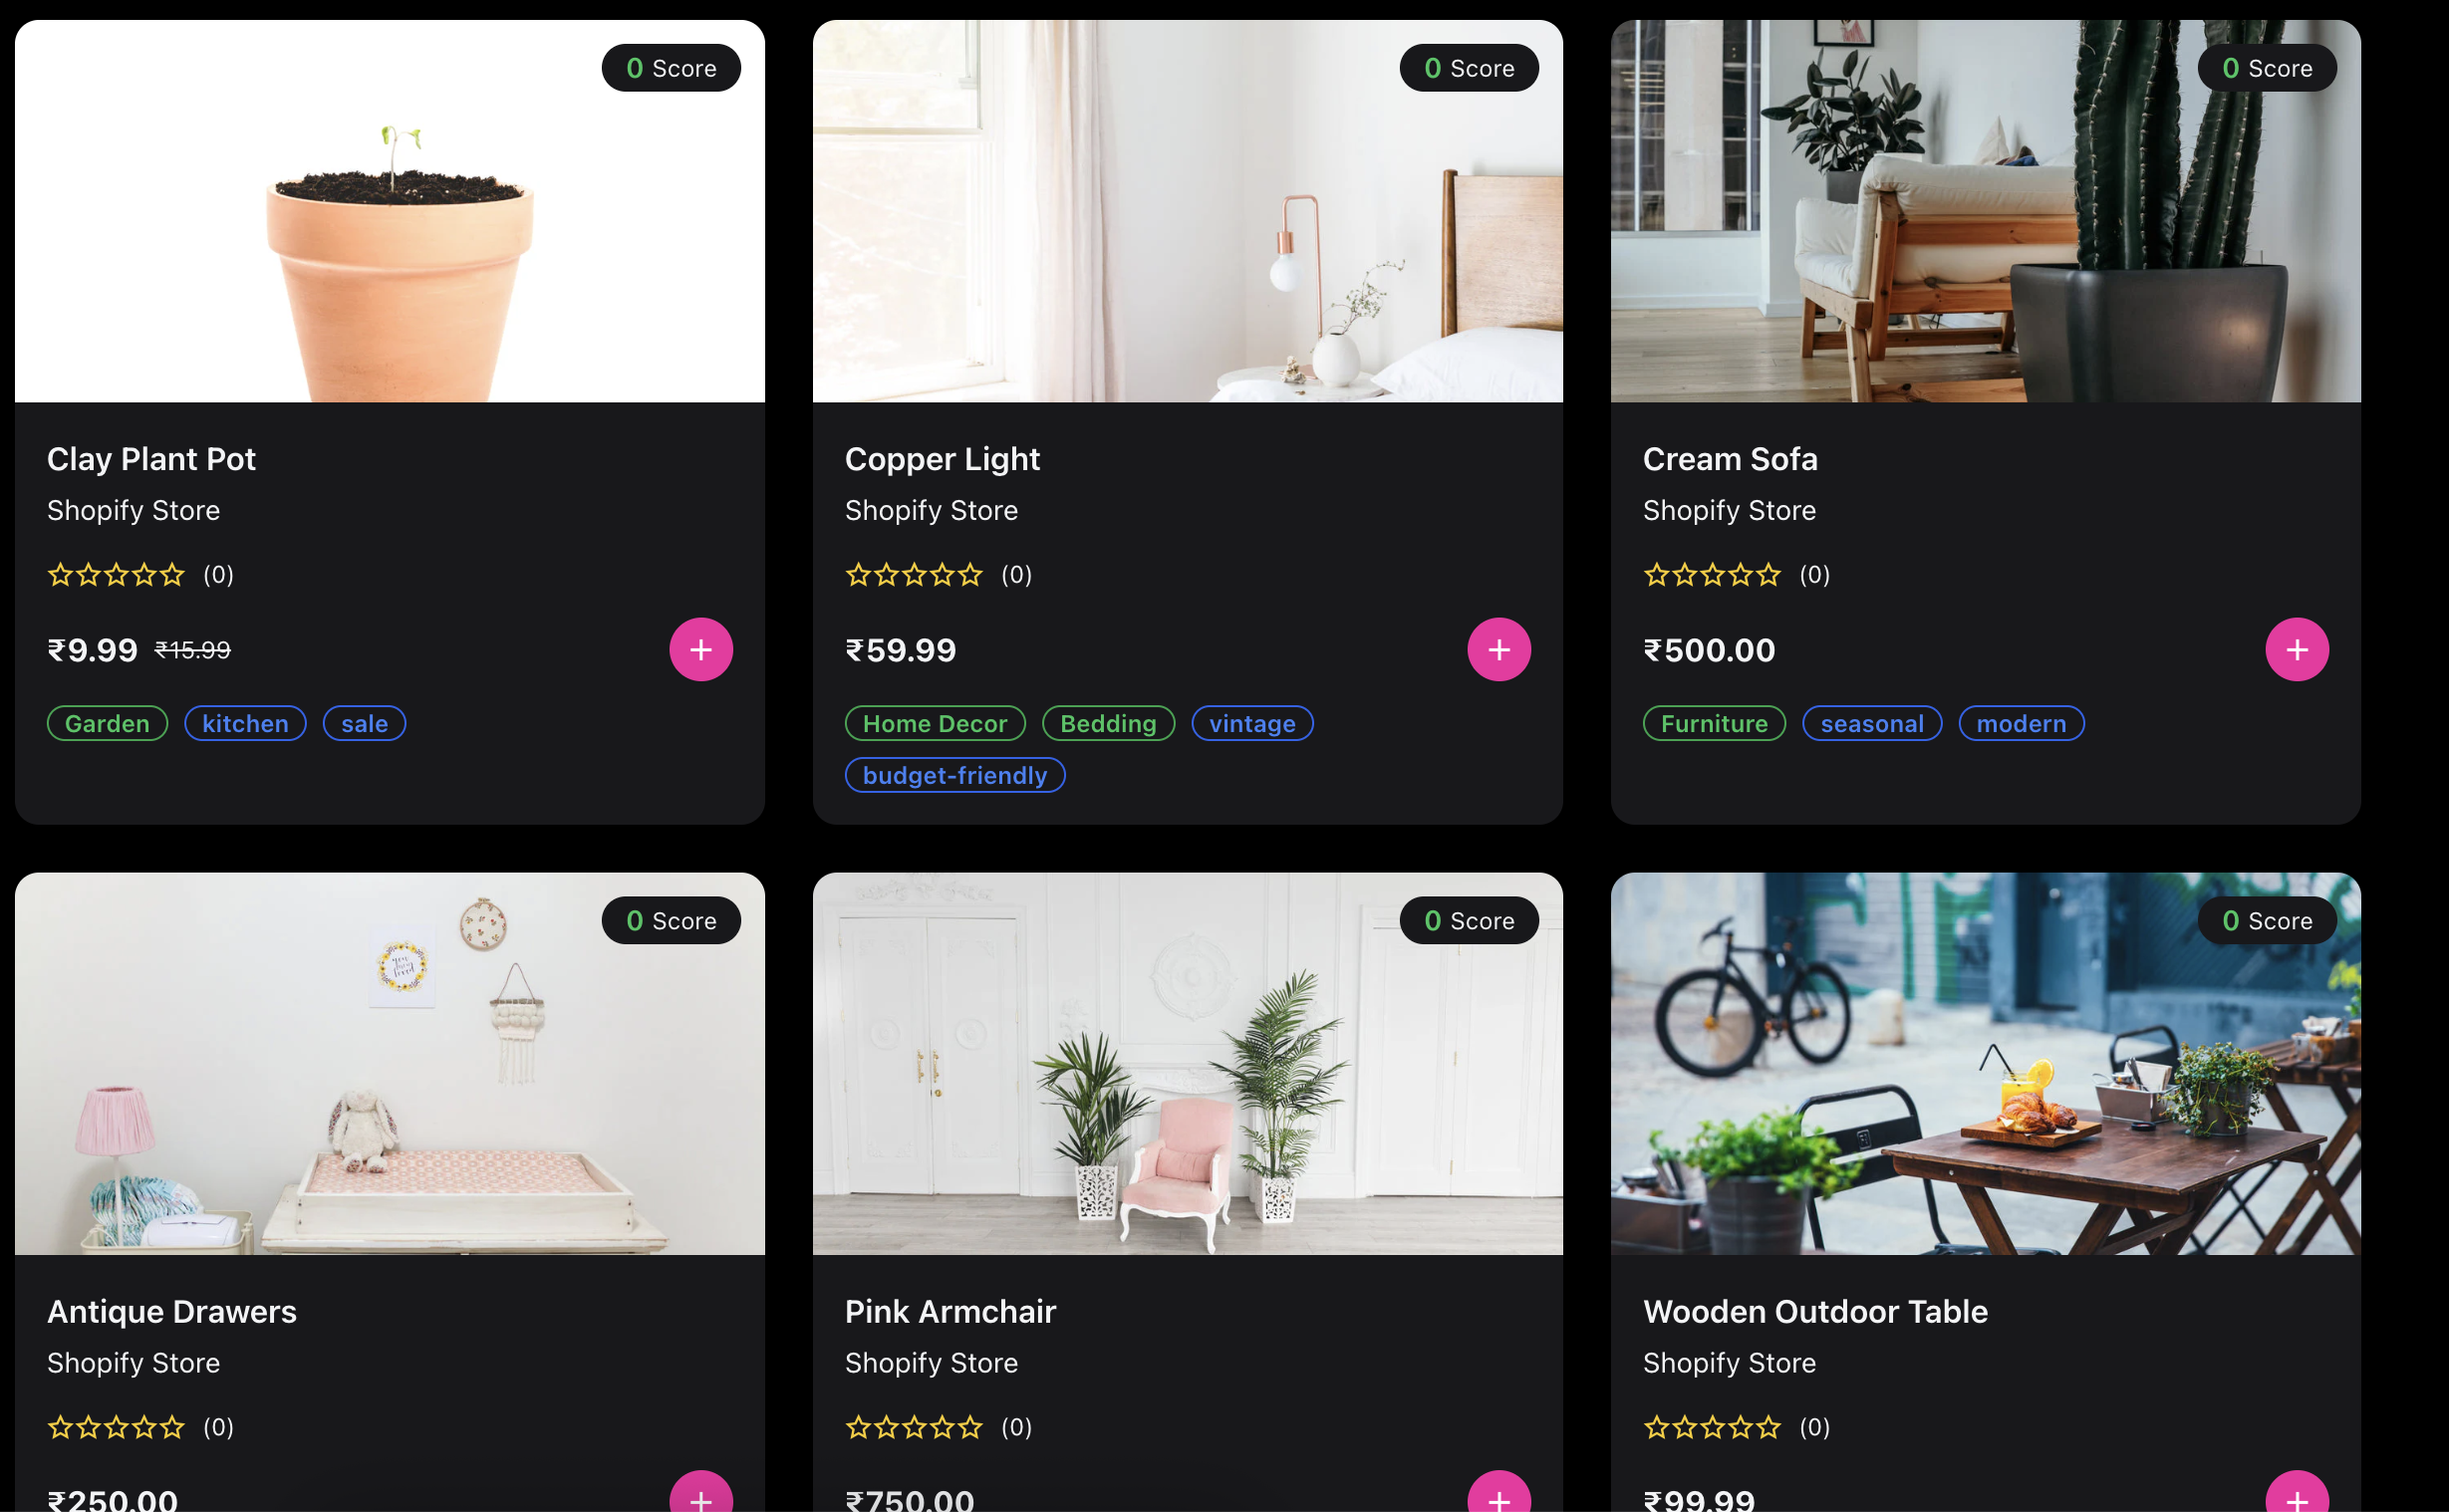 0 Score
0 Score
0 Score
Clay Plant Pot
Shopify Store
(0)
₹9.99 ₹15.99
+
Garden kitchen sale
Copper Light
Shopify Store
(0)
₹59.99
+
Home Decor Bedding vintage
budget-friendly
Cream Sofa
Shopify Store
(0)
₹500.00
+
Furniture seasonal modern
0 Score
0 Score
0 Score
Antique Drawers
Shopify Store
(0)
₹250.00
+
Pink Armchair
Shopify Store
(0)
₹750.00
+
Wooden Outdoor Table
Shopify Store
(0)
₹99.99
+